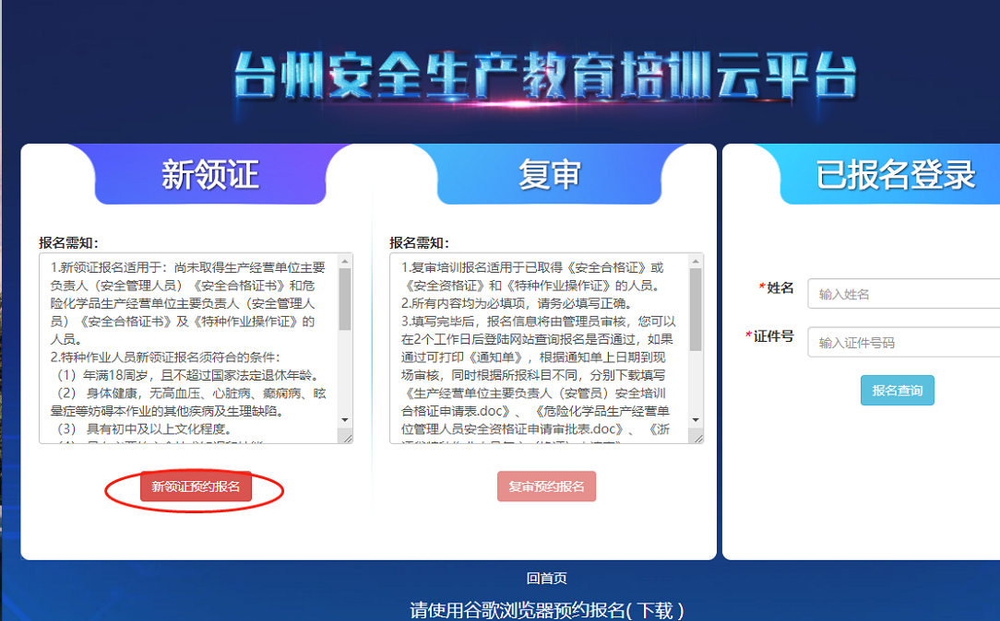 台州安全生产教育培训云平台
新领证
报名需知：
1.新领证报名适用于：尚未取得生产经营单位主要
负责人（安全管理人员）《安全合格证书》和危
险化学品生产经营单位主要负责人（安全管理人
员）《安全合格证书》及《特种作业操作证》的
人员。
2.特种作业人员新领证报名须符合的条件：
（1）年满18周岁，且不超过国家法定退休年龄。
（2） 身体健康，无高血压、心脏病、癫痫病、眩
晕症等妨碍本作业的其他疾病及生理缺陷。
（3） 具有初中及以上文化程度。
新领证预约报名
复审
报名需知：
1.复审培训报名适用于已取得《安全合格证》或
《安全资格证》和《特种作业操作证》的人员。
2.所有内容均为必填项，请务必填写正确。
3.填写完毕后，报名信息将由管理员审核，您可以
在2个工作日后登陆网站查询报名是否通过，如果
通过可打印《通知单》，根据通知单上日期到现
场审核，同时根据所报科目不同，分别下载填写
《生产经营单位主要负责人（安管员）安全培训
合格证申请表.doc》、 《危险化学品生产经营单
位管理人员安全资格证申请审批表.doc》、 《浙
复审预约报名
已报名登录
*姓名
输入姓名
*证件号
输入证件号码
报名查询
回首页
请使用谷歌浏览器预约报名( 下载 )